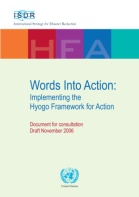 ISDR
International Strategy for Disaster Reduction
HFA
Words Into Action:
Implementing the
Hyogo Framework for Action
Document for consultation
Draft November 2006
United Nations